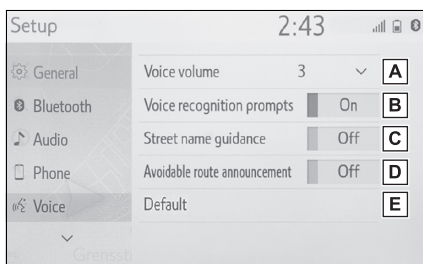 Setup 2:43
General
Bluetooth
Audio
Phone
Voice
Voice volume 3 A
Voice recognition prompts On B
Street name guidance Off C
Avoidable route announcement Off D
Default E